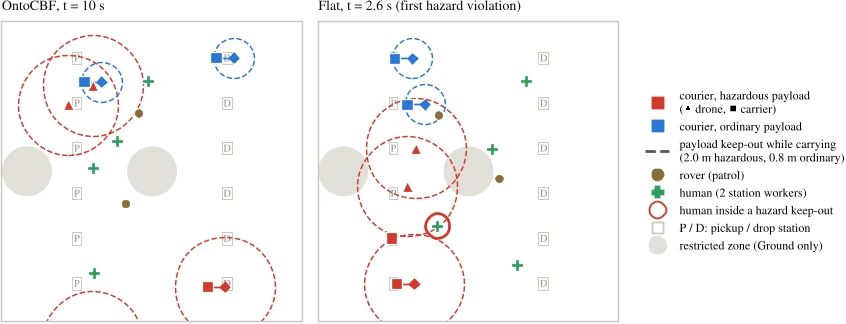 OntoCBF, t = 10 s
Flat, t = 2.6 s (first hazard violation)
P D D
P D P D
P D P D
P D P D
P D D
P D D
courier, hazardous payload
(▲ drone, ■ carrier)
courier, ordinary payload
payload keep-out while carrying
(2.0 m hazardous, 0.8 m ordinary)
rover (patrol)
human (2 station workers)
human inside a hazard keep-out
P / D: pickup / drop station
restricted zone (Ground only)